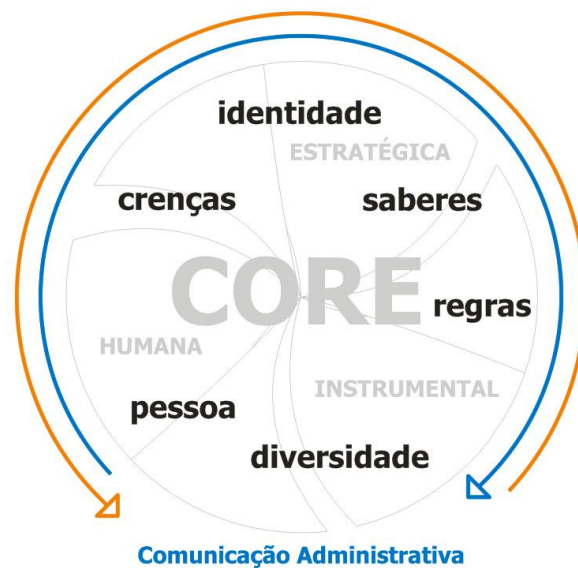 identidade
ESTRATÉGICA
crenças
saberes
CORE
regras
HUMANA
INSTRUMENTAL
pessoa
diversidade
Comunicação Administrativa